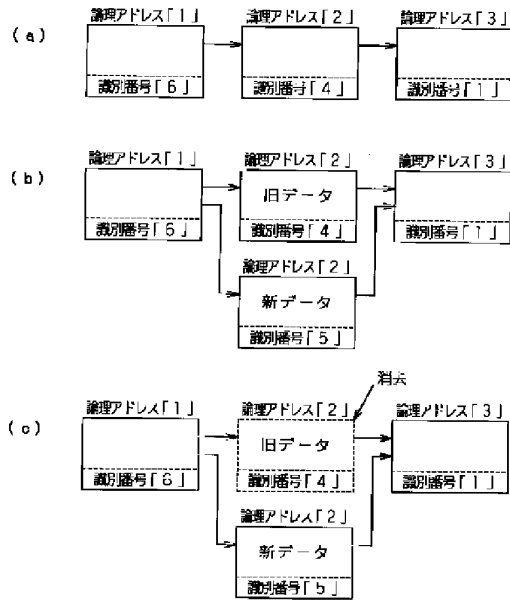 論理アドレス「1」 論理アドレス「2」 論理アドレス「3」
(a)
識別番号「6」 識別番号「4」 識別番号「1」
論理アドレス「1」 論理アドレス「2」 論理アドレス「3」
(b)
旧データ
識別番号「6」 識別番号「4」 識別番号「1」
論理アドレス「2」
新データ
識別番号「5」
消去
論理アドレス「1」 論理アドレス「2」 論理アドレス「3」
(c)
旧データ
識別番号「6」 識別番号「4」 識別番号「1」
論理アドレス「2」
新データ
識別番号「5」